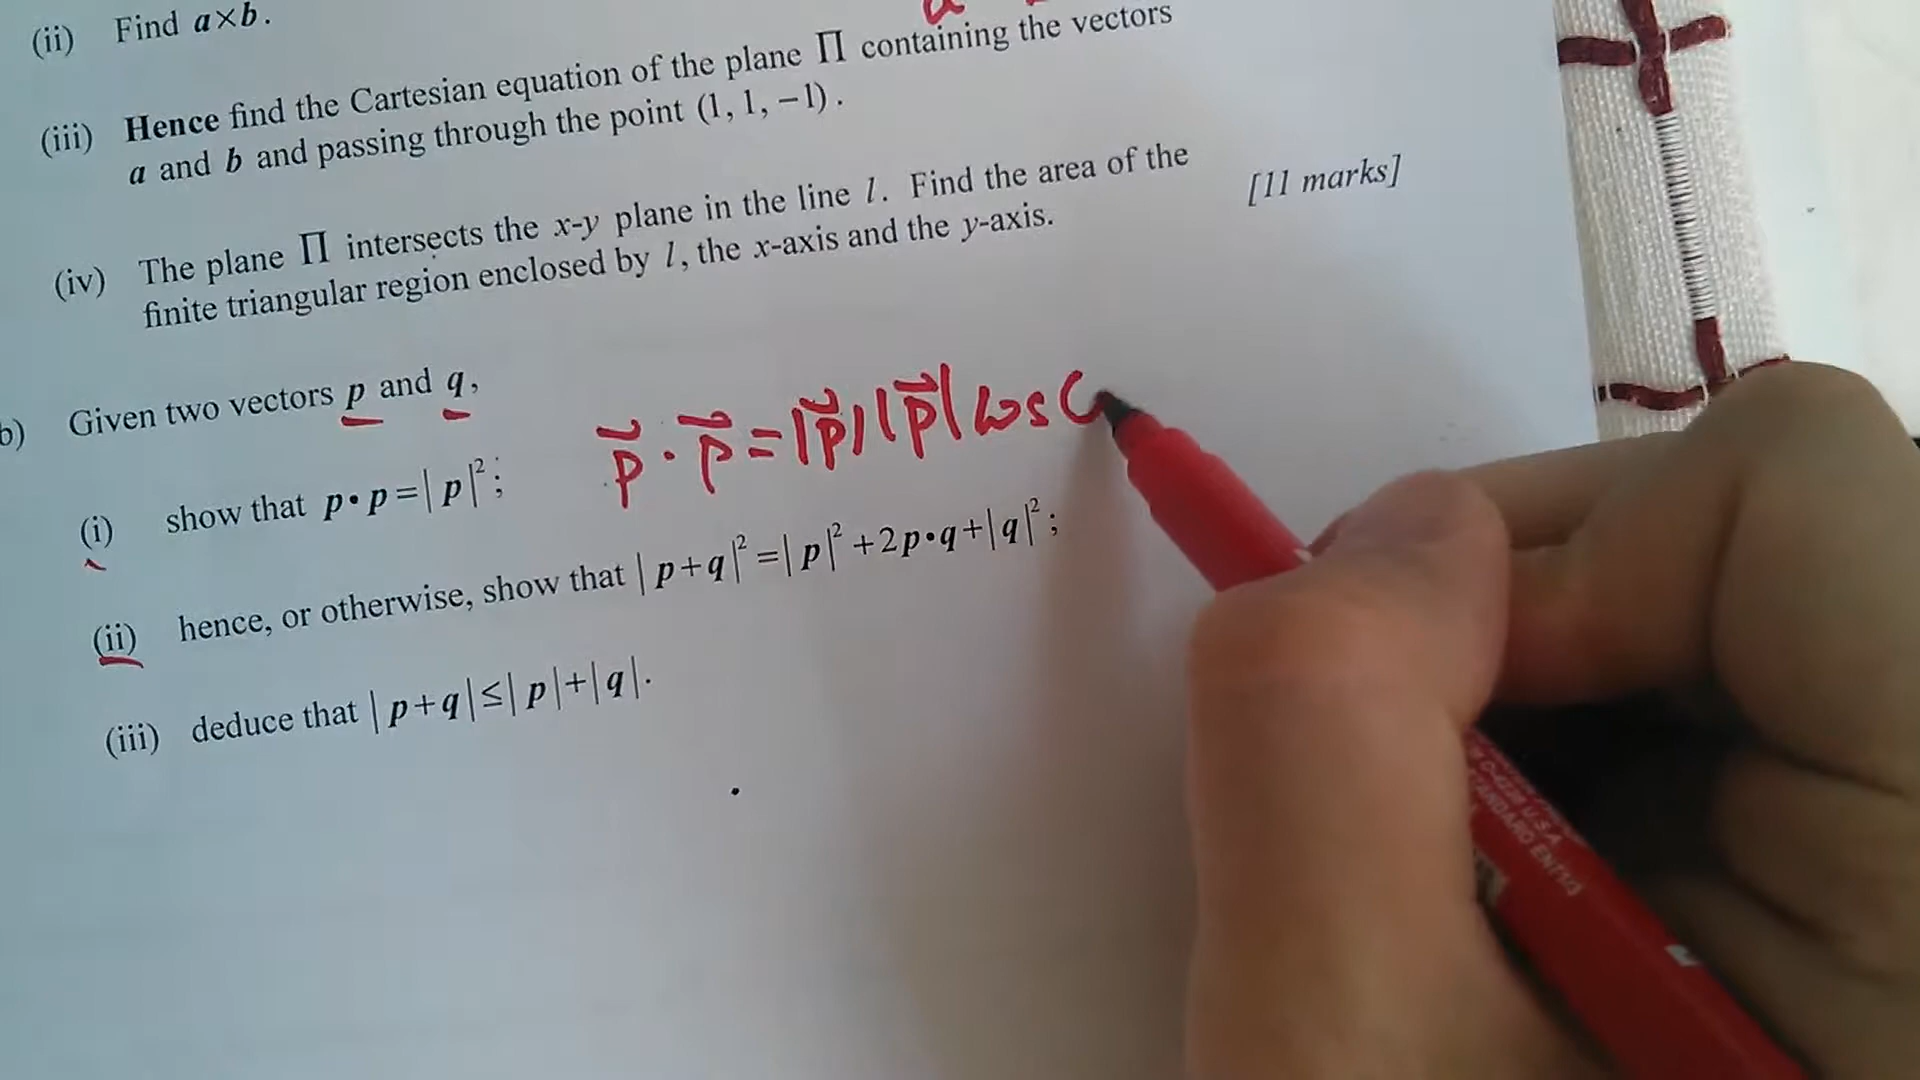 (ii) Find a×b.
(iii) Hence find the Cartesian equation of the plane Π containing the vectors
a and b and passing through the point (1, 1, −1).
(iv) The plane Π intersects the x-y plane in the line l. Find the area of the
finite triangular region enclosed by l, the x-axis and the y-axis.
[11 marks]
b) Given two vectors p and q,
p⃗ · p⃗ = |p⃗| |p⃗| cos
(i) show that p•p=|p|²;
(ii) hence, or otherwise, show that |p+q|²=|p|²+2p•q+|q|²;
(iii) deduce that |p+q|≤|p|+|q|.